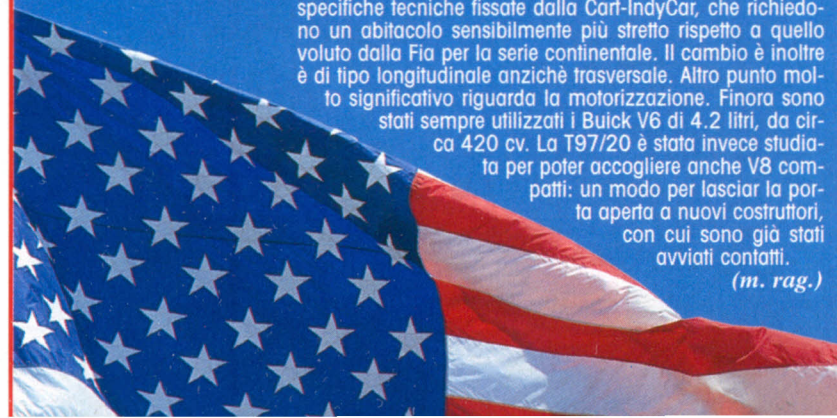 specifiche tecniche fissate dalla Cart-IndyCar, che richiedo-
no un abitacolo sensibilmente più stretto rispetto a quello
voluto dalla Fia per la serie continentale. Il cambio è inoltre
è di tipo longitudinale anzichè trasversale. Altro punto mol-
to significativo riguarda la motorizzazione. Finora sono
stati sempre utilizzati i Buick V6 di 4.2 litri, da cir-
ca 420 cv. La T97/20 è stata invece studia-
ta per poter accogliere anche V8 com-
patti: un modo per lasciar la por-
ta aperta a nuovi costruttori,
con cui sono già stati
avviati contatti.
(m. rag.)